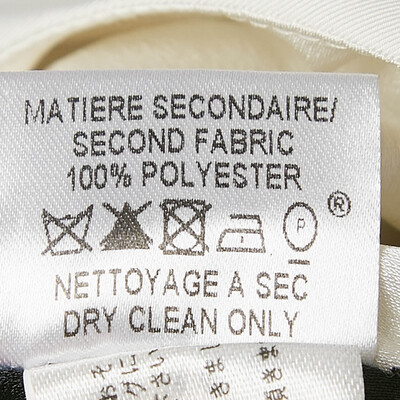 MATIERE SECONDAIRE/
SECOND FABRIC
100% POLYESTER
P ®
NETTOYAGE A SEC
DRY CLEAN ONLY